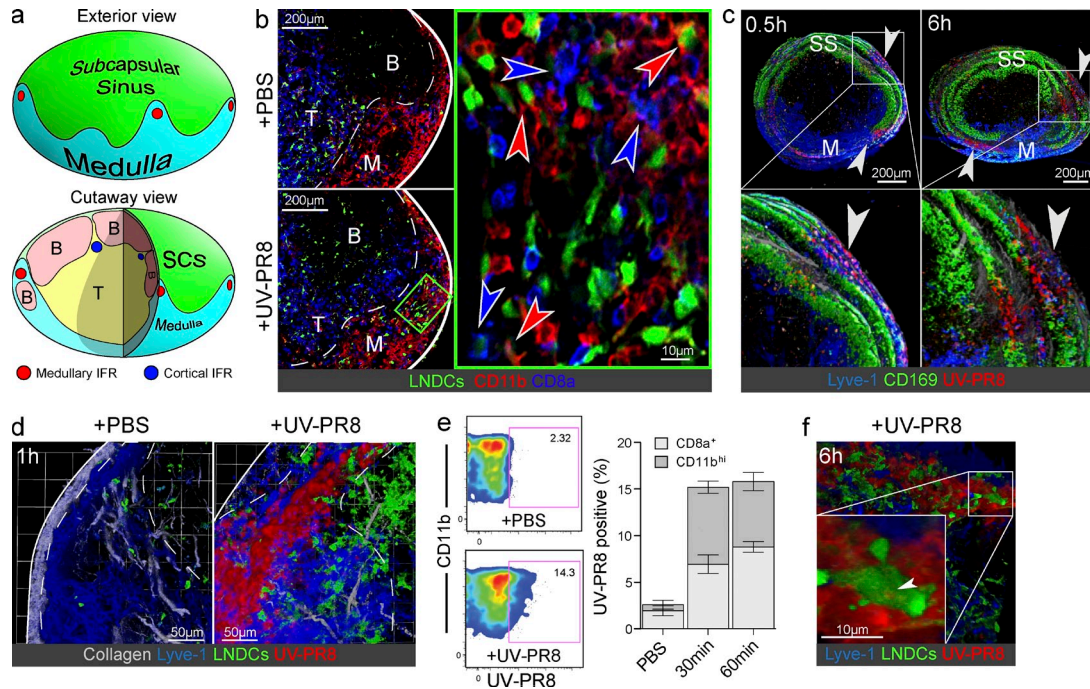 a
Exterior view
Subcapsular
Sinus
Medulla
Cutaway view
B
B
B
B
T
SCs
Medulla
Medullary IFR
Cortical IFR
b
+PBS
200µm
B
T
M
+UV-PR8
200µm
B
T
M
10µm
LNDCs CD11b CD8a
c
0.5h
SS
M
200µm
6h
SS
M
200µm
Lyve-1 CD169 UV-PR8
d
+PBS
+UV-PR8
1h
50µm
50µm
Collagen Lyve-1 LNDCs UV-PR8
e
CD11b
2.32
0
+PBS
0
14.3
0
+UV-PR8
0
UV-PR8
UV-PR8 positive (%)
20
15
10
5
0
CD8a⁺
CD11bʰⁱ
PBS
30min
60min
f
+UV-PR8
6h
10µm
Lyve-1 LNDCs UV-PR8